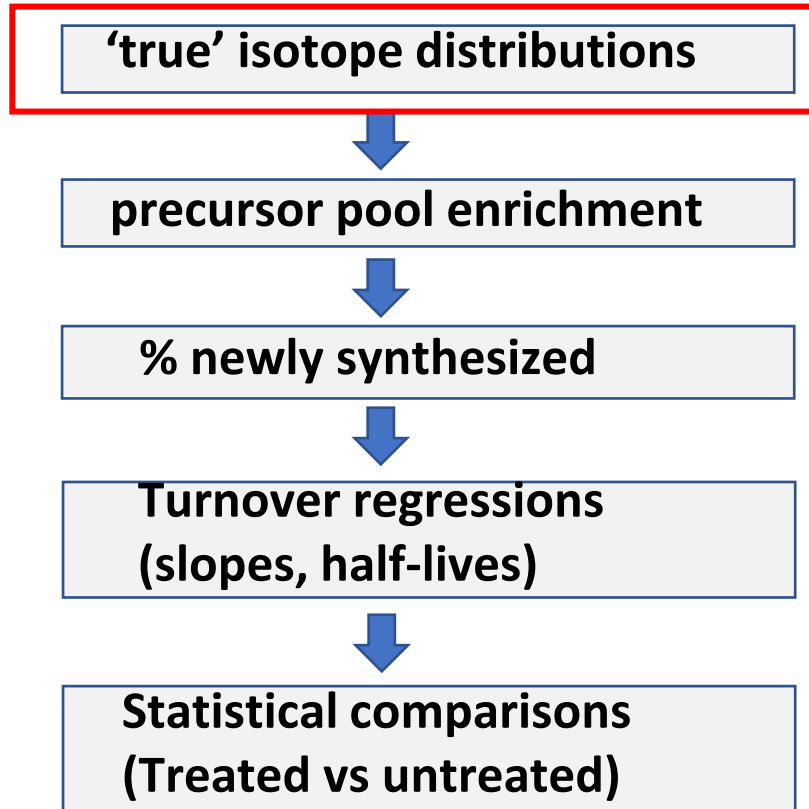 ‘true’ isotope distributions
precursor pool enrichment
% newly synthesized
Turnover regressions
(slopes, half-lives)
Statistical comparisons
(Treated vs untreated)